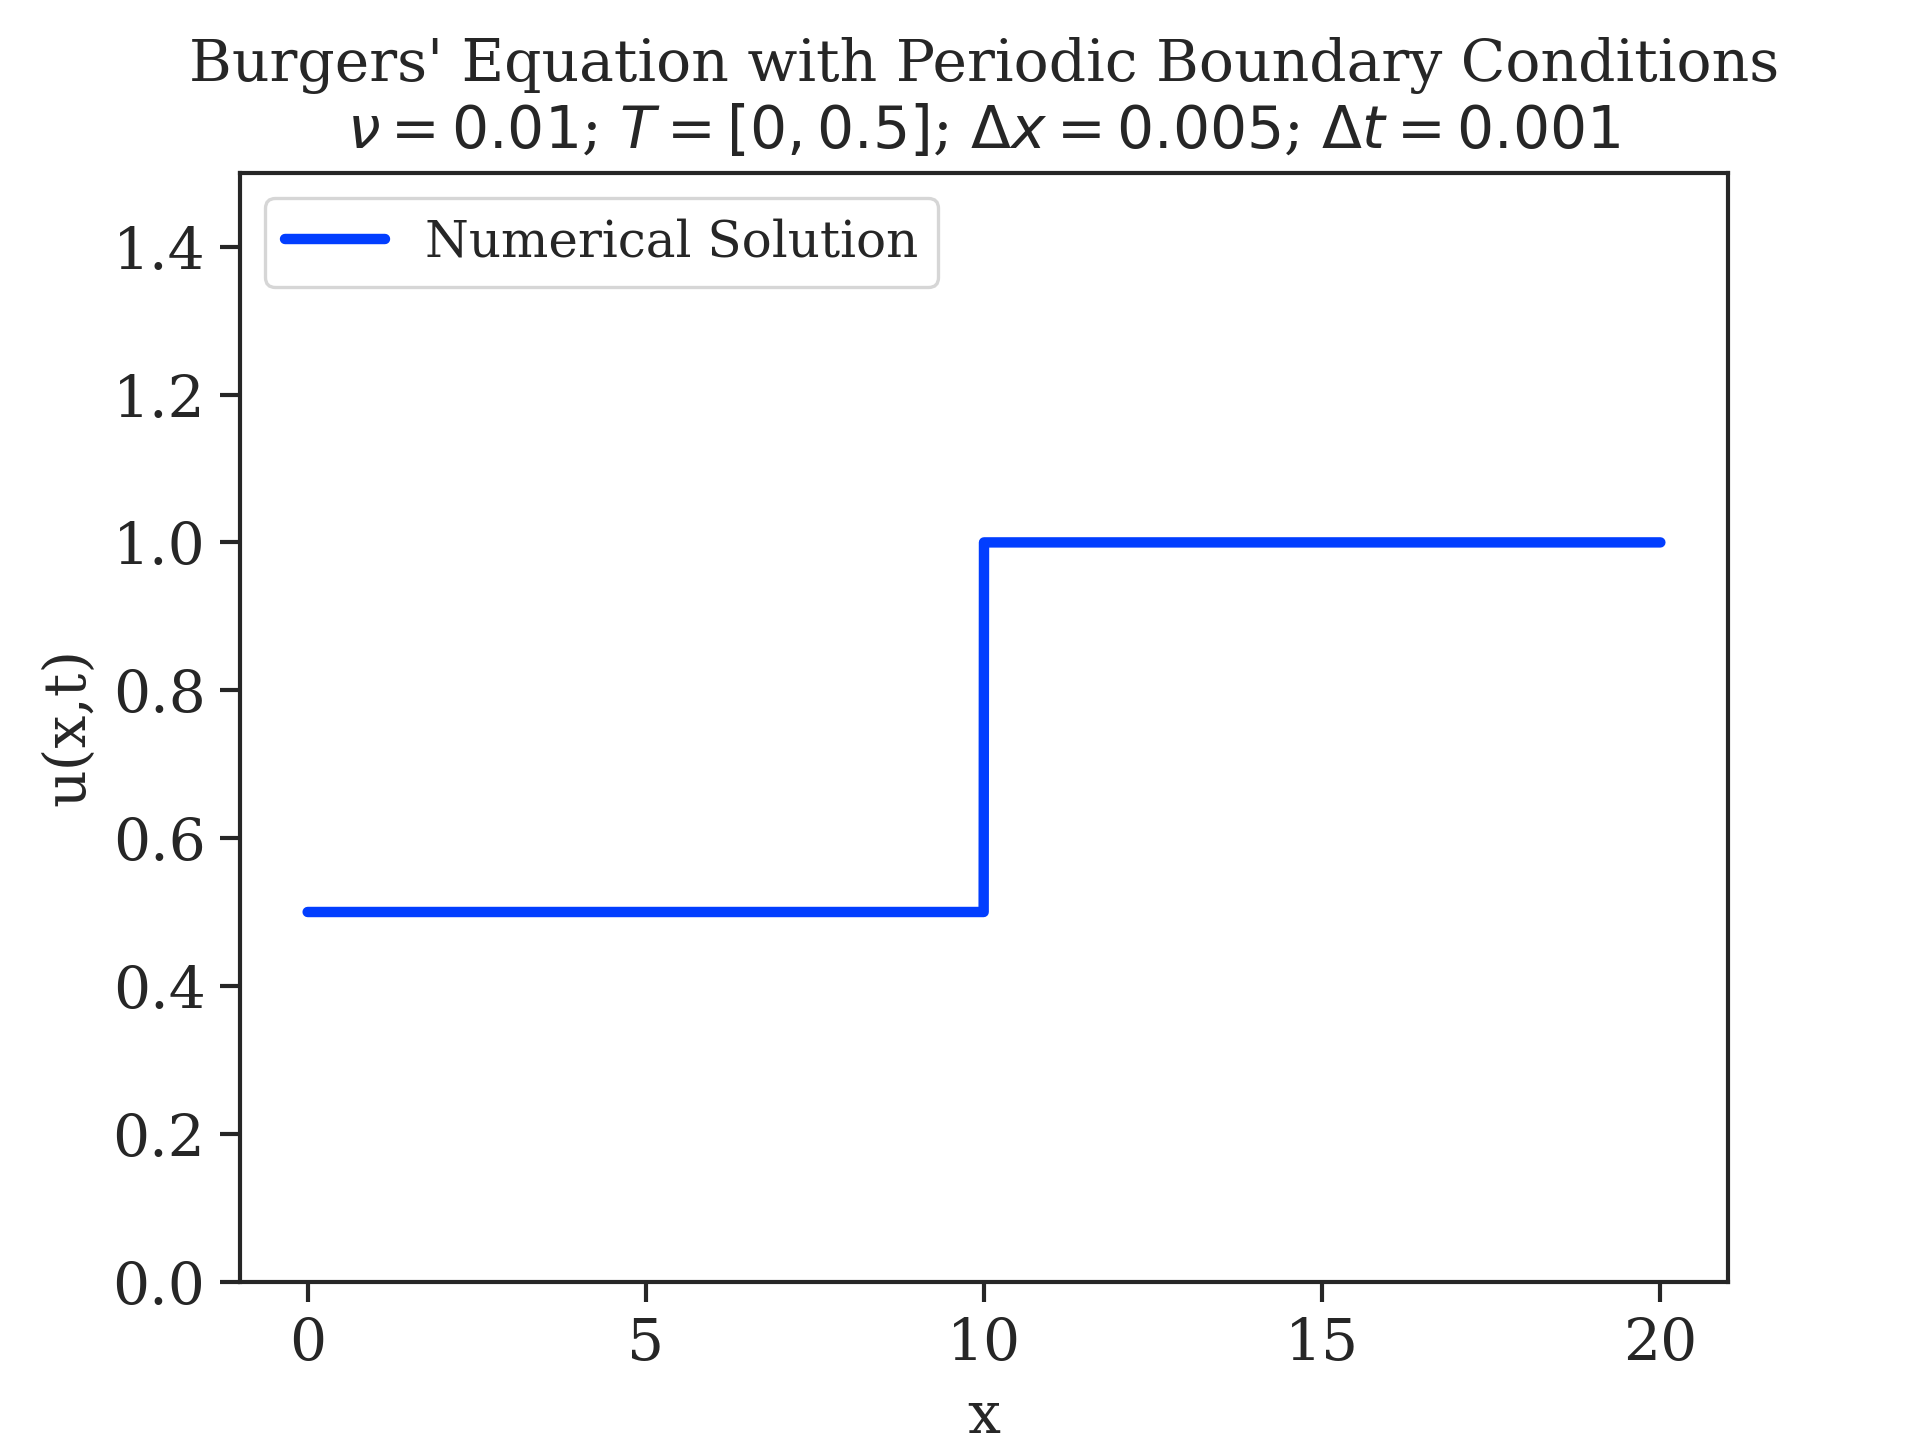 Burgers' Equation with Periodic Boundary Conditions
ν = 0.01; T = [0, 0.5]; Δx = 0.005; Δt = 0.001
Numerical Solution
1.4
1.2
1.0
0.8
0.6
0.4
0.2
0.0
u(x,t)
0 5 10 15 20
x